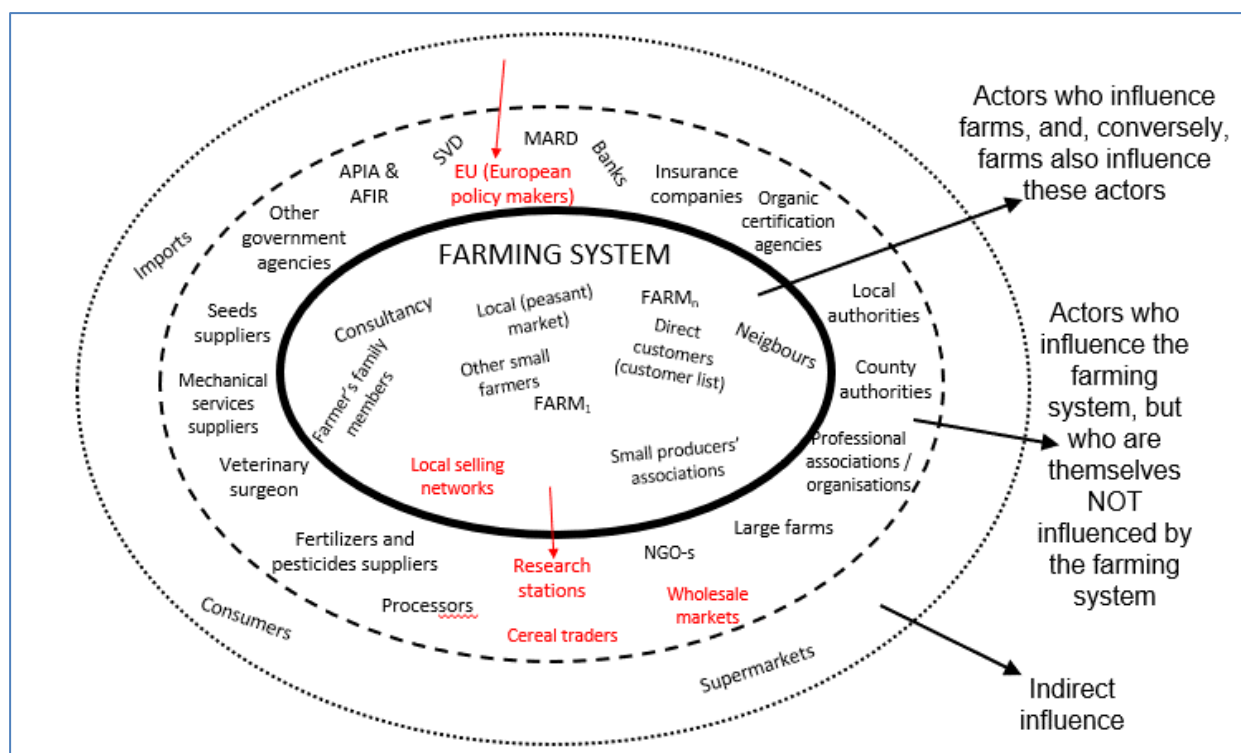 Actors who influence
farms, and, conversely,
farms also influence
these actors
MARD
SVD
Banks
APIA &
AFIR
EU (European
policy makers)
Insurance
companies
Organic
certification
agencies
Other
government
agencies
Imports
FARMING SYSTEM
Seeds
suppliers
Consultancy
Local (peasant)
market)
FARMn
Direct
customers
(customer list)
Neighbours
Local
authorities
Actors who
influence the
farming
system, but
who are
themselves
NOT
influenced by
the farming
system
Mechanical
services
suppliers
Farmer's family
members
Other small
farmers
FARM1
County
authorities
Veterinary
surgeon
Local selling
networks
Small producers'
associations
Professional
associations /
organisations
Fertilizers and
pesticides suppliers
Research
stations
NGO-s
Large farms
Consumers
Processors
Cereal traders
Wholesale
markets
Supermarkets
Indirect
influence